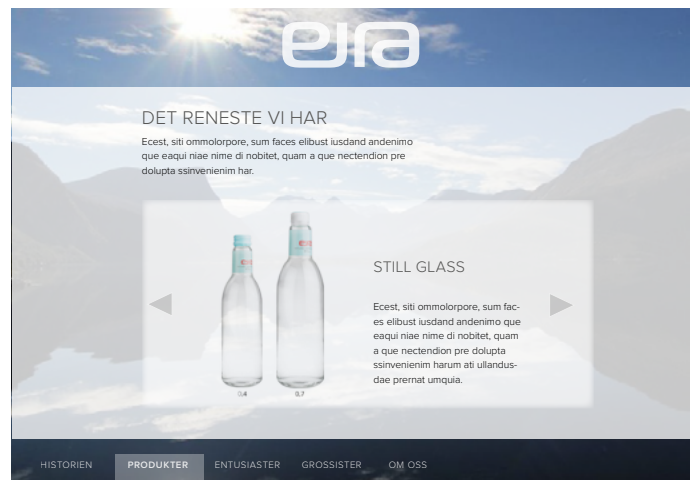 eira
DET RENESTE VI HAR
Ecest, siti ommolorpore, sum faces elibust iusdand andenimo
que eaqui niae nime di nobitet, quam a que nectendion pre
dolupta ssinvenienim har.
STILL GLASS
Ecest, siti ommolorpore, sum fac-
es elibust iusdand andenimo que
eaqui niae nime di nobitet, quam
a que nectendion pre dolupta
ssinvenienim harum ati ullandus-
dae prernat umquia.
0,4 0,7
HISTORIEN PRODUKTER ENTUSIASTER GROSSISTER OM OSS